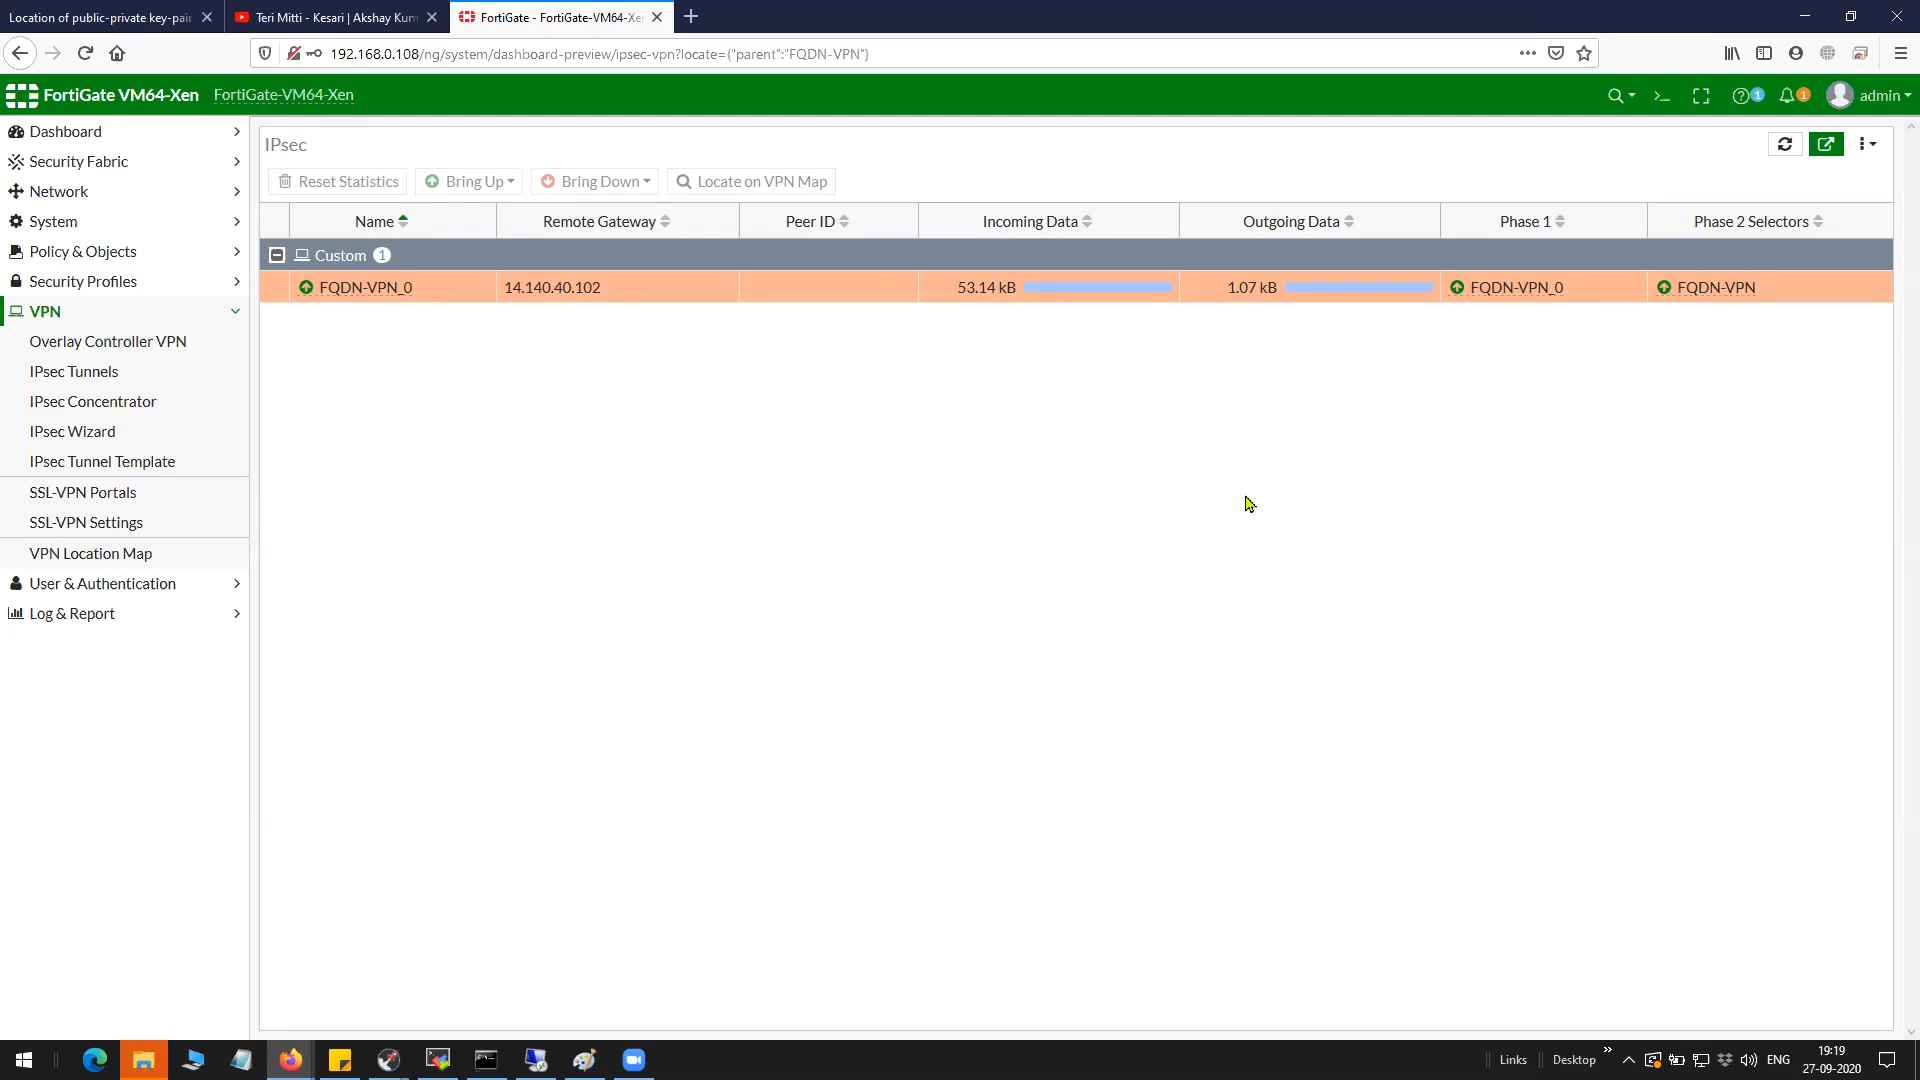 Location of public-private key-pair
Teri Mitti - Kesari | Akshay Kum
FortiGate - FortiGate-VM64-Xen
192.168.0.108/ng/system/dashboard-preview/ipsec-vpn?locate={"parent":"FQDN-VPN"}
FortiGate VM64-Xen FortiGate-VM64-Xen
1
1
admin
Dashboard
Security Fabric
Network
System
Policy & Objects
Security Profiles
VPN
Overlay Controller VPN
IPsec Tunnels
IPsec Concentrator
IPsec Wizard
IPsec Tunnel Template
SSL-VPN Portals
SSL-VPN Settings
VPN Location Map
User & Authentication
Log & Report
IPsec
Reset Statistics Bring Up Bring Down Locate on VPN Map
Name Remote Gateway Peer ID Incoming Data Outgoing Data Phase 1 Phase 2 Selectors
Custom 1
FQDN-VPN_0 14.140.40.102 53.14 kB 1.07 kB FQDN-VPN_0 FQDN-VPN
Links Desktop ENG
19:19
27-09-2020